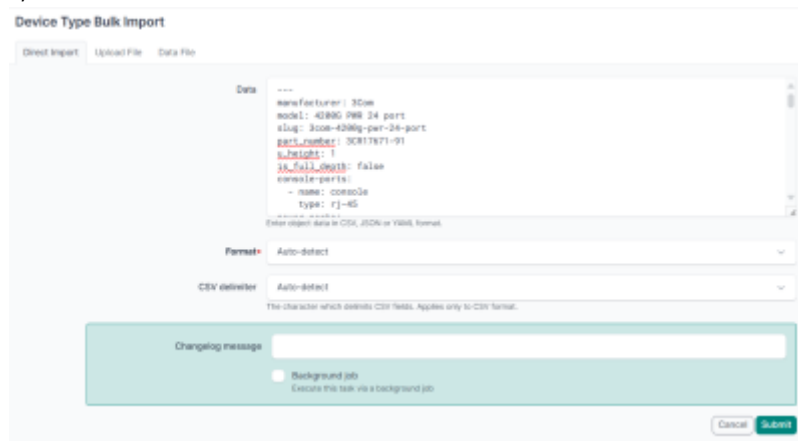 Device Type Bulk Import
Direct Import Upload File Data File
Data
---
manufacturer: 3Com
model: 4200G PWR 24 port
slug: 3com-4200g-pwr-24-port
part_number: 3CR17671-91
u_height: 1
is_full_depth: false
console-ports:
- name: console
type: rj-45
Enter object data in CSV, JSON or YAML format.
Format* Auto-detect
CSV delimiter Auto-detect
The character which delimits CSV fields. Applies only to CSV format.
Changelog message
Background job
Execute this task via a background job
Cancel Submit